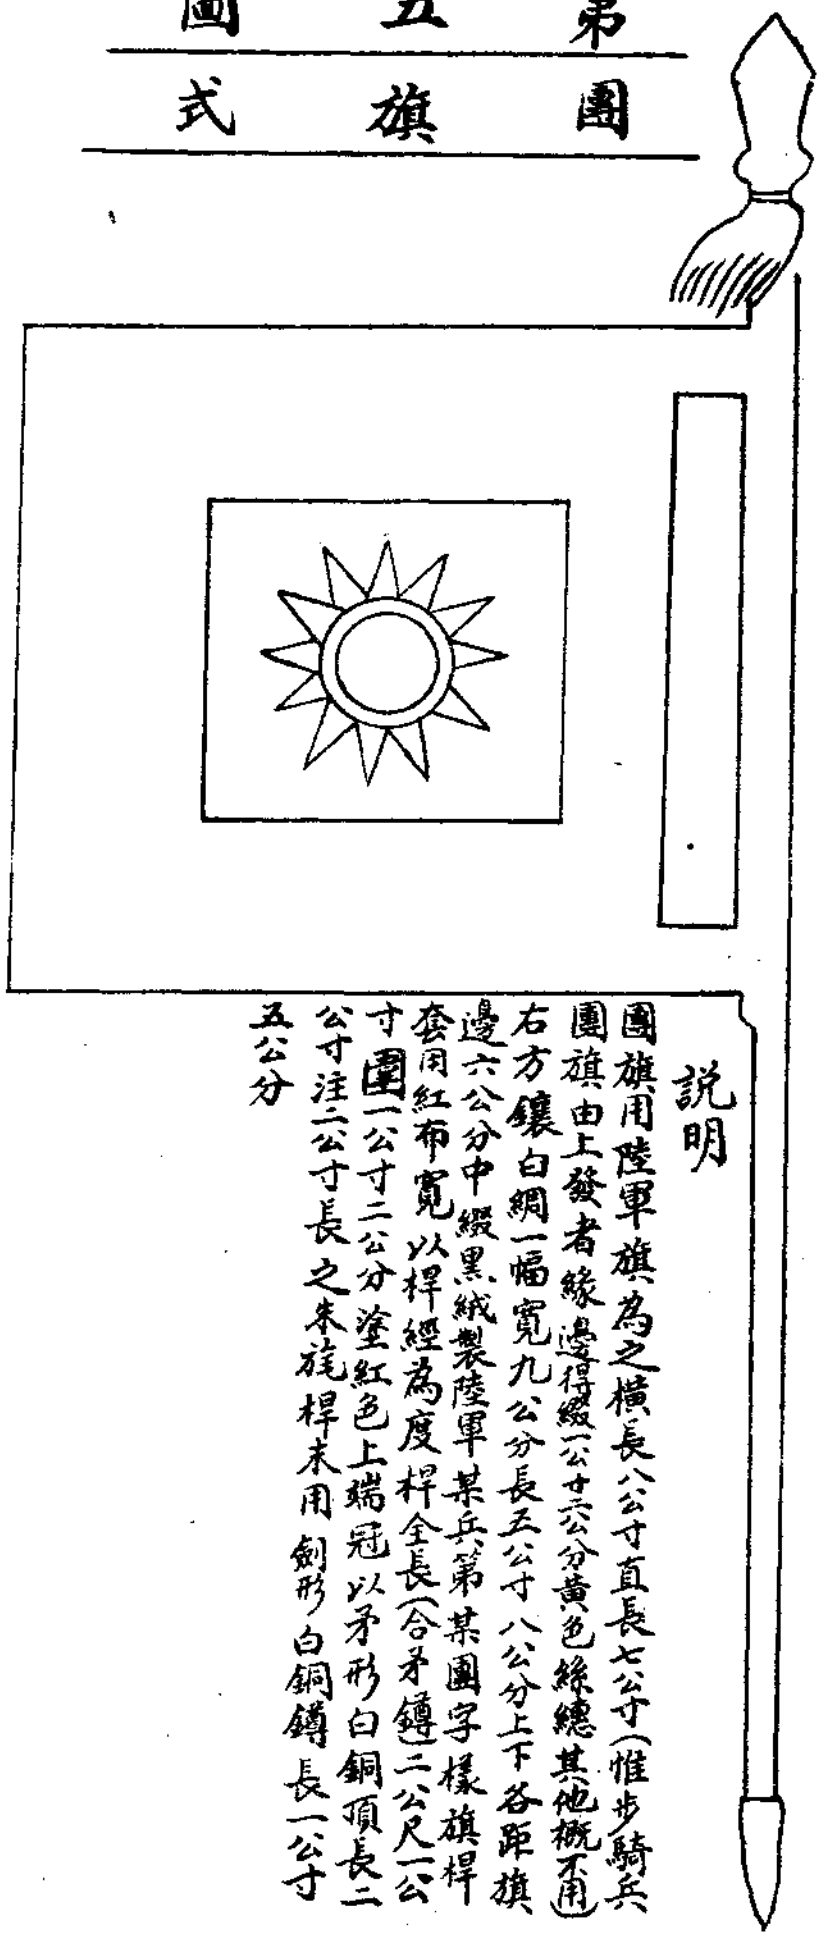 第五圖
團旗式
説明
團旗用陸軍旗為之橫長八公寸直長七公寸(惟步騎兵
團旗由上發者緣邊得綴一公寸二公分黃色絲繐其他概不用)
右方鑲白綢一幅寬九公分長五公寸八公分上下各距旗
邊六公分中綴黑絨製陸軍某兵第某團字樣旗桿
套用紅布寬以桿經為度桿全長(合矛鐏)二公尺一公
寸圍一公寸二公分塗紅色上端冠以矛形白銅頂長二
公寸注二公寸長之朱旄桿末用劍形白銅鐏長一公寸
五公分